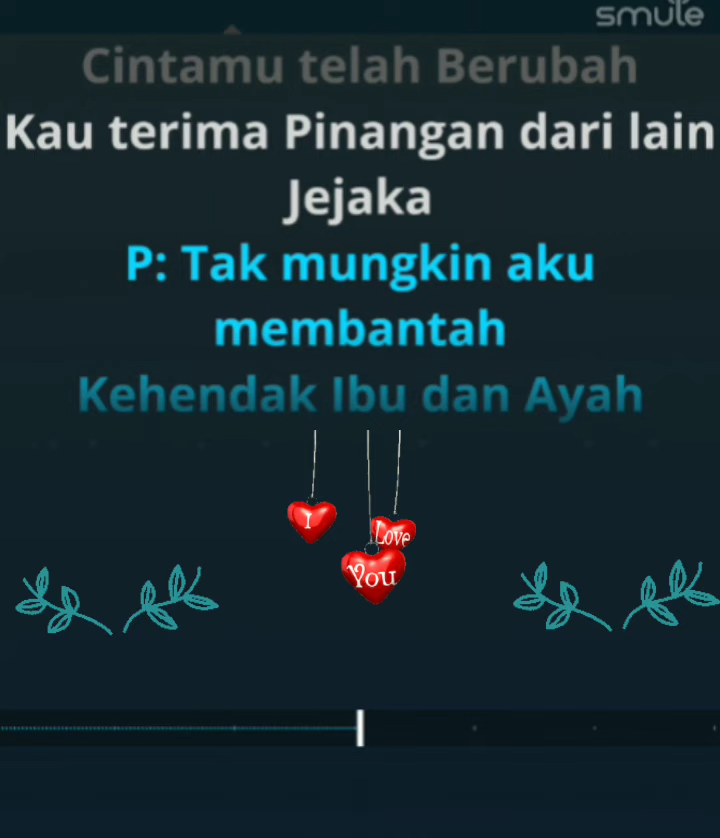 smule
Cintamu telah Berubah
Kau terima Pinangan dari lain
Jejaka
P: Tak mungkin aku
membantah
Kehendak Ibu dan Ayah
I
Love
You